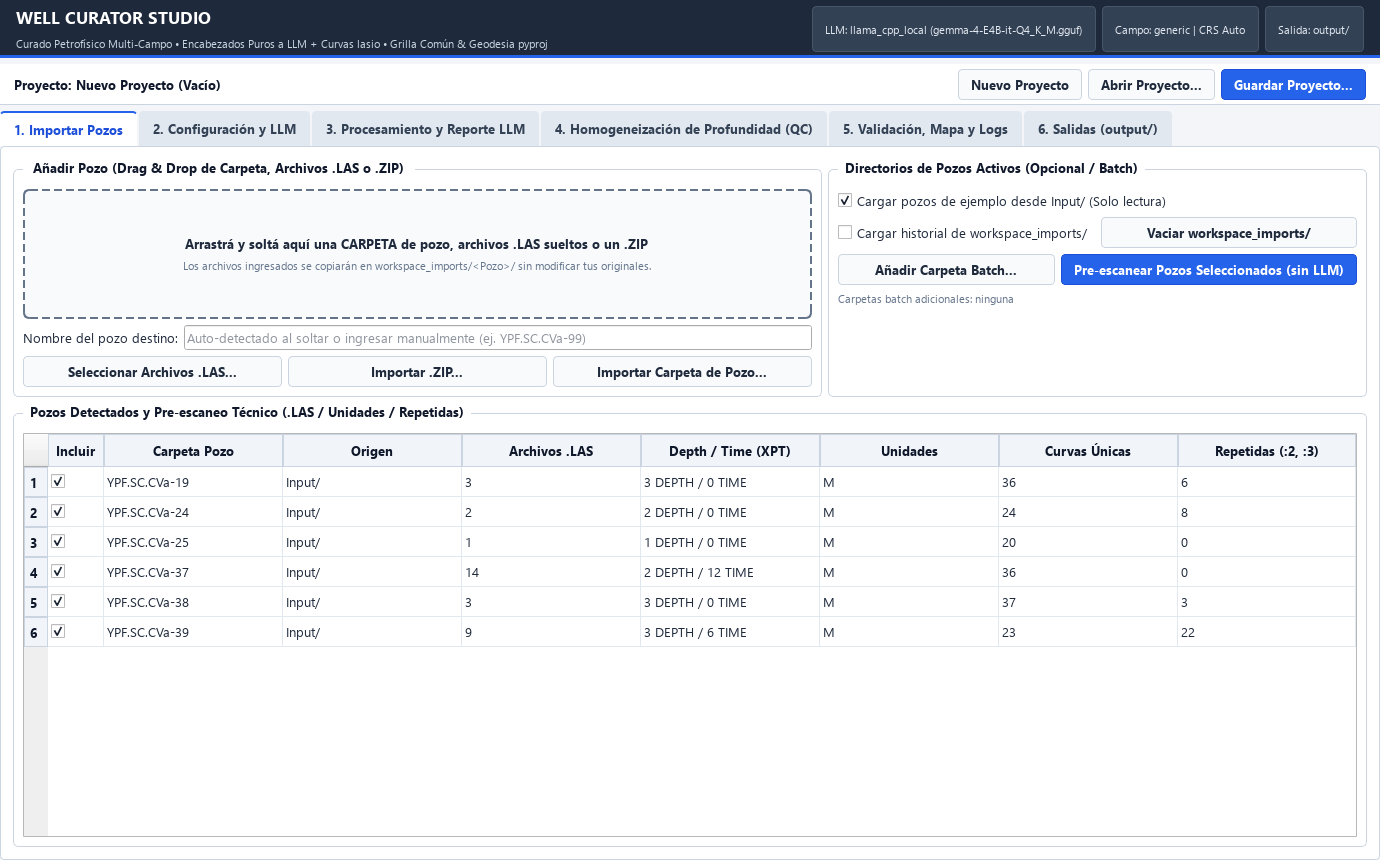 WELL CURATOR STUDIO
Curado Petrofísico Multi-Campo • Encabezados Puros a LLM + Curvas lasio • Grilla Común & Geodesia pyproj
LLM: llama_cpp_local (gemma-4-E4B-it-Q4_K_M.gguf)
Campo: generic | CRS Auto
Salida: output/
Proyecto: Nuevo Proyecto (Vacío)
Nuevo Proyecto
Abrir Proyecto...
Guardar Proyecto...
1. Importar Pozos
2. Configuración y LLM
3. Procesamiento y Reporte LLM
4. Homogeneización de Profundidad (QC)
5. Validación, Mapa y Logs
6. Salidas (output/)
Añadir Pozo (Drag & Drop de Carpeta, Archivos .LAS o .ZIP)
Arrastrá y soltá aquí una CARPETA de pozo, archivos .LAS sueltos o un .ZIP
Los archivos ingresados se copiarán en workspace_imports/<Pozo>/ sin modificar tus originales.
Nombre del pozo destino:
Auto-detectado al soltar o ingresar manualmente (ej. YPF.SC.CVa-99)
Seleccionar Archivos .LAS...
Importar .ZIP...
Importar Carpeta de Pozo...
Directorios de Pozos Activos (Opcional / Batch)
Cargar pozos de ejemplo desde Input/ (Solo lectura)
Cargar historial de workspace_imports/
Vaciar workspace_imports/
Añadir Carpeta Batch...
Pre-escanear Pozos Seleccionados (sin LLM)
Carpetas batch adicionales: ninguna
Pozos Detectados y Pre-escaneo Técnico (.LAS / Unidades / Repetidas)
Incluir Carpeta Pozo Origen Archivos .LAS Depth / Time (XPT) Unidades Curvas Únicas Repetidas (:2, :3)
1 YPF.SC.CVa-19 Input/ 3 3 DEPTH / 0 TIME M 36 6
2 YPF.SC.CVa-24 Input/ 2 2 DEPTH / 0 TIME M 24 8
3 YPF.SC.CVa-25 Input/ 1 1 DEPTH / 0 TIME M 20 0
4 YPF.SC.CVa-37 Input/ 14 2 DEPTH / 12 TIME M 36 0
5 YPF.SC.CVa-38 Input/ 3 3 DEPTH / 0 TIME M 37 3
6 YPF.SC.CVa-39 Input/ 9 3 DEPTH / 6 TIME M 23 22